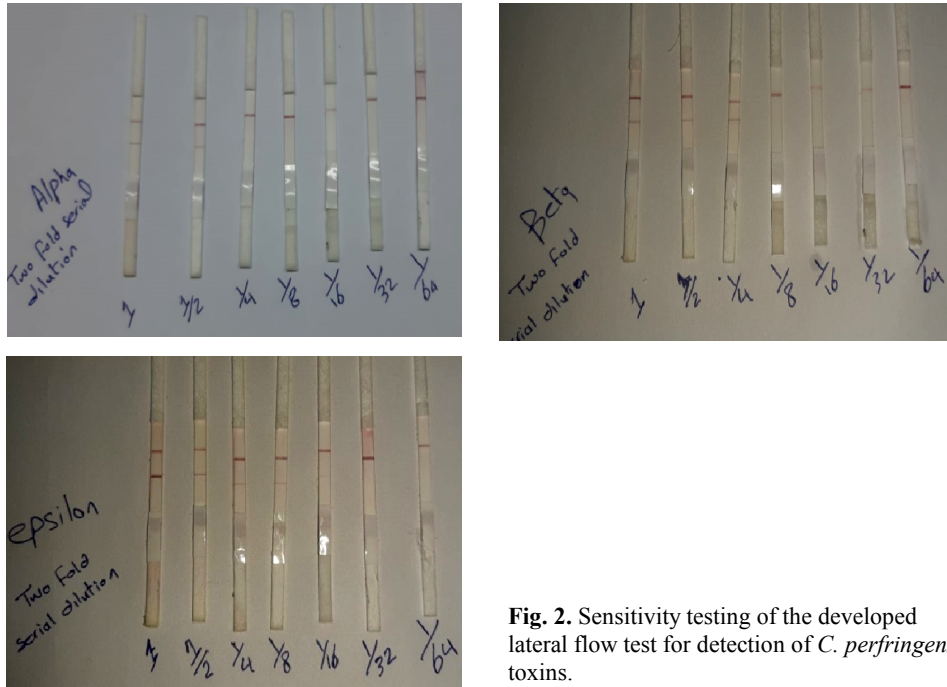 Alpha
Two Fold serial
dilution
1 1/2 1/4 1/8 1/16 1/32 1/64
Beta
Two Fold
rial dilution
1 1/2 1/4 1/8 1/16 1/32 1/64
epsilon
Two Fold
serial dilution
1 1/2 1/4 1/8 1/16 1/32 1/64
Fig. 2. Sensitivity testing of the developed
lateral flow test for detection of C. perfringen
toxins.